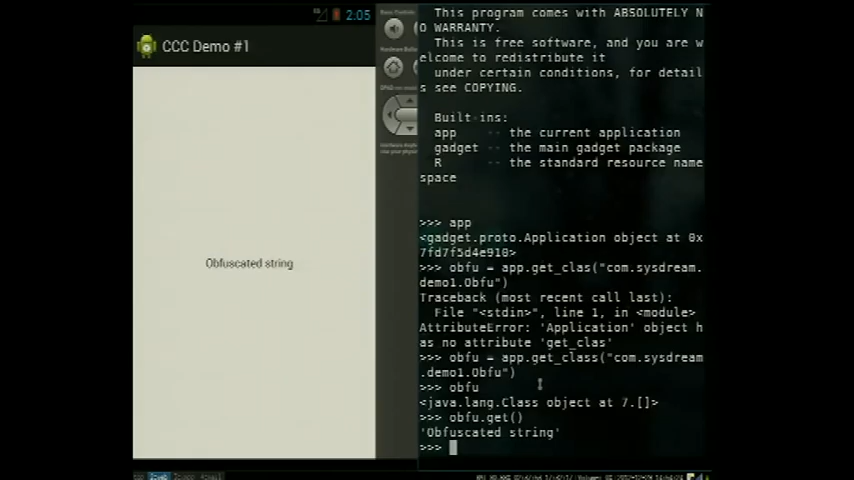 2:05
CCC Demo #1
Obfuscated string
This program comes with ABSOLUTELY N
O WARRANTY.
This is free software, and you are w
elcome to redistribute it
under certain conditions, for detail
s see COPYING.
Built-ins:
app     -- the current application
gadget -- the main gadget package
R       -- the standard resource name
space
>>> app
<gadget.proto.Application object at 0x
7fd7f5d4e910>
>>> obfu = app.get_clas("com.sysdream.
demo1.Obfu")
Traceback (most recent call last):
File "<stdin>", line 1, in <module>
AttributeError: 'Application' object h
as no attribute 'get_clas'
>>> obfu = app.get_class("com.sysdream
.demo1.Obfu")
>>> obfu
<java.lang.Class object at 7.[]>
>>> obfu.get()
'Obfuscated string'
>>>